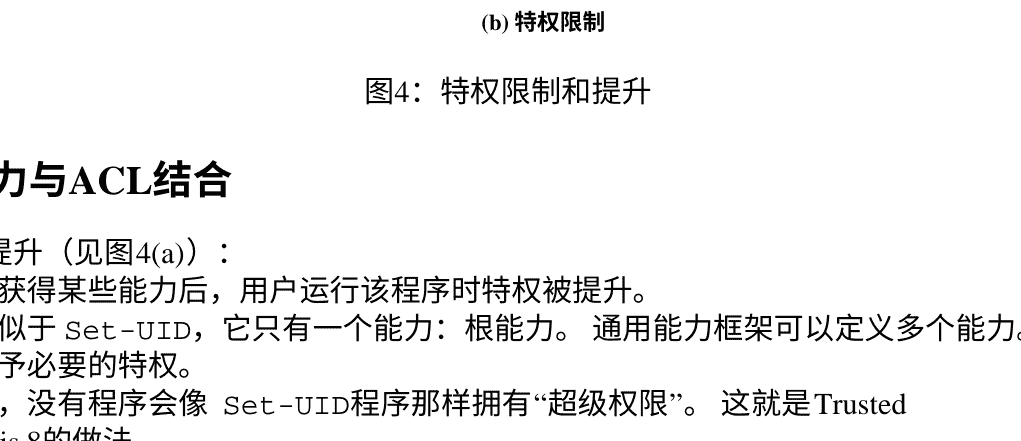 (b) 特权限制
图4：特权限制和提升
力与ACL结合
提升（见图4(a)）：
获得某些能力后，用户运行该程序时特权被提升。
似于 Set-UID，它只有一个能力：根能力。 通用能力框架可以定义多个能力。
予必要的特权。
，没有程序会像 Set-UID程序那样拥有“超级权限”。 这就是Trusted
is 8的做法